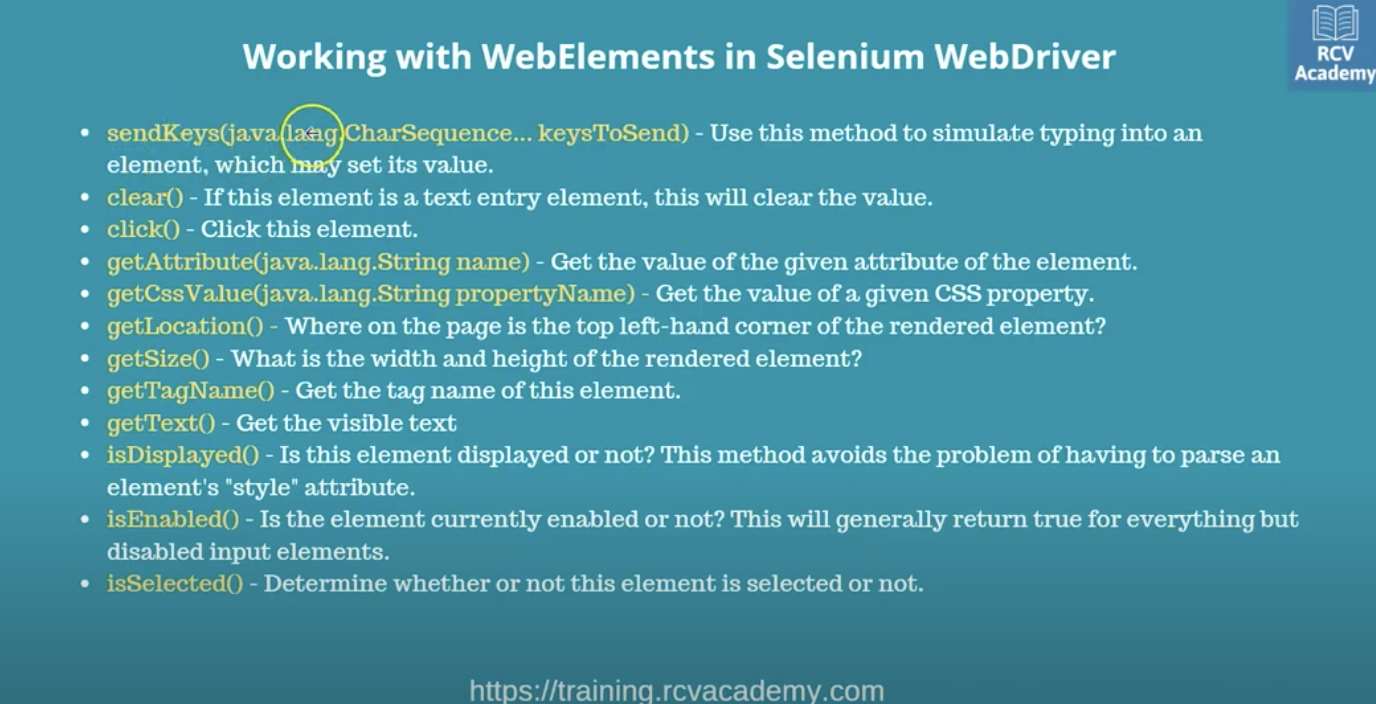 Working with WebElements in Selenium WebDriver
RCV
Academy
• sendKeys(java.lang.CharSequence... keysToSend) - Use this method to simulate typing into an
element, which may set its value.
• clear() - If this element is a text entry element, this will clear the value.
• click() - Click this element.
• getAttribute(java.lang.String name) - Get the value of the given attribute of the element.
• getCssValue(java.lang.String propertyName) - Get the value of a given CSS property.
• getLocation() - Where on the page is the top left-hand corner of the rendered element?
• getSize() - What is the width and height of the rendered element?
• getTagName() - Get the tag name of this element.
• getText() - Get the visible text
• isDisplayed() - Is this element displayed or not? This method avoids the problem of having to parse an
element's "style" attribute.
• isEnabled() - Is the element currently enabled or not? This will generally return true for everything but
disabled input elements.
• isSelected() - Determine whether or not this element is selected or not.
https://training.rcvacademy.com